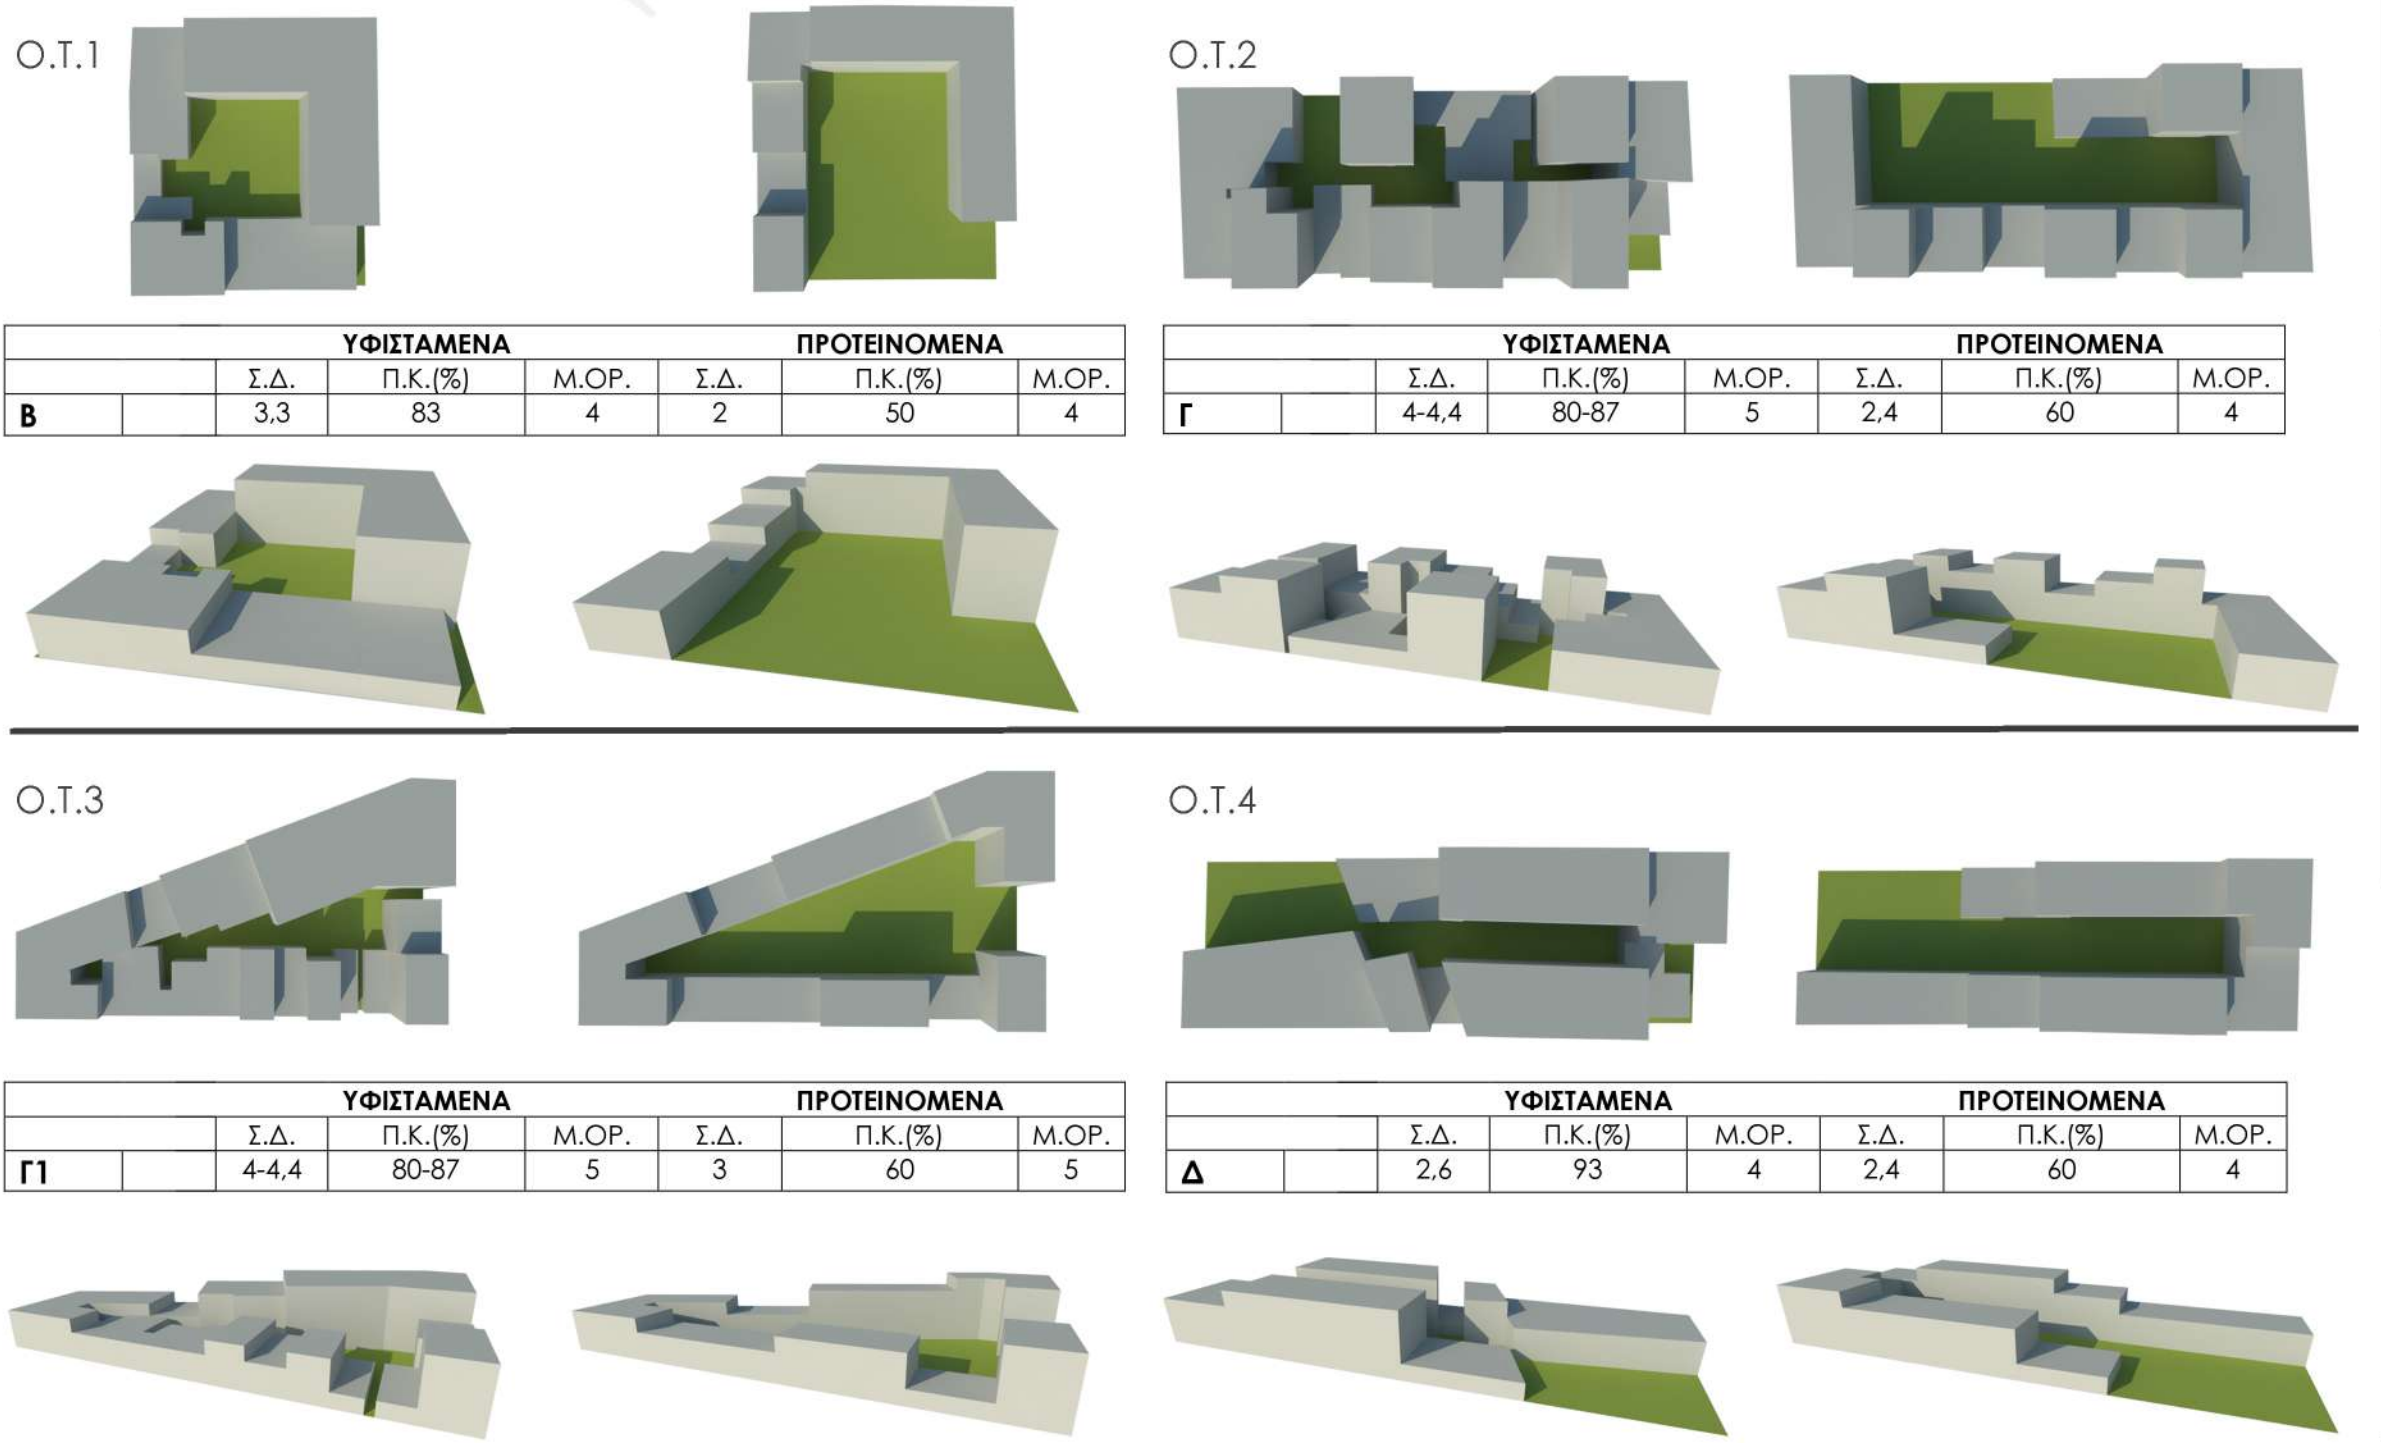 Ο.Τ.1
ΥΦΙΣΤΑΜΕΝΑ ΠΡΟΤΕΙΝΟΜΕΝΑ
Σ.Δ. Π.Κ.(%) Μ.ΟΡ. Σ.Δ. Π.Κ.(%) Μ.ΟΡ.
Β 3,3 83 4 2 50 4
Ο.Τ.2
ΥΦΙΣΤΑΜΕΝΑ ΠΡΟΤΕΙΝΟΜΕΝΑ
Σ.Δ. Π.Κ.(%) Μ.ΟΡ. Σ.Δ. Π.Κ.(%) Μ.ΟΡ.
Γ 4-4,4 80-87 5 2,4 60 4
Ο.Τ.3
ΥΦΙΣΤΑΜΕΝΑ ΠΡΟΤΕΙΝΟΜΕΝΑ
Σ.Δ. Π.Κ.(%) Μ.ΟΡ. Σ.Δ. Π.Κ.(%) Μ.ΟΡ.
Γ1 4-4,4 80-87 5 3 60 5
Ο.Τ.4
ΥΦΙΣΤΑΜΕΝΑ ΠΡΟΤΕΙΝΟΜΕΝΑ
Σ.Δ. Π.Κ.(%) Μ.ΟΡ. Σ.Δ. Π.Κ.(%) Μ.ΟΡ.
Δ 2,6 93 4 2,4 60 4